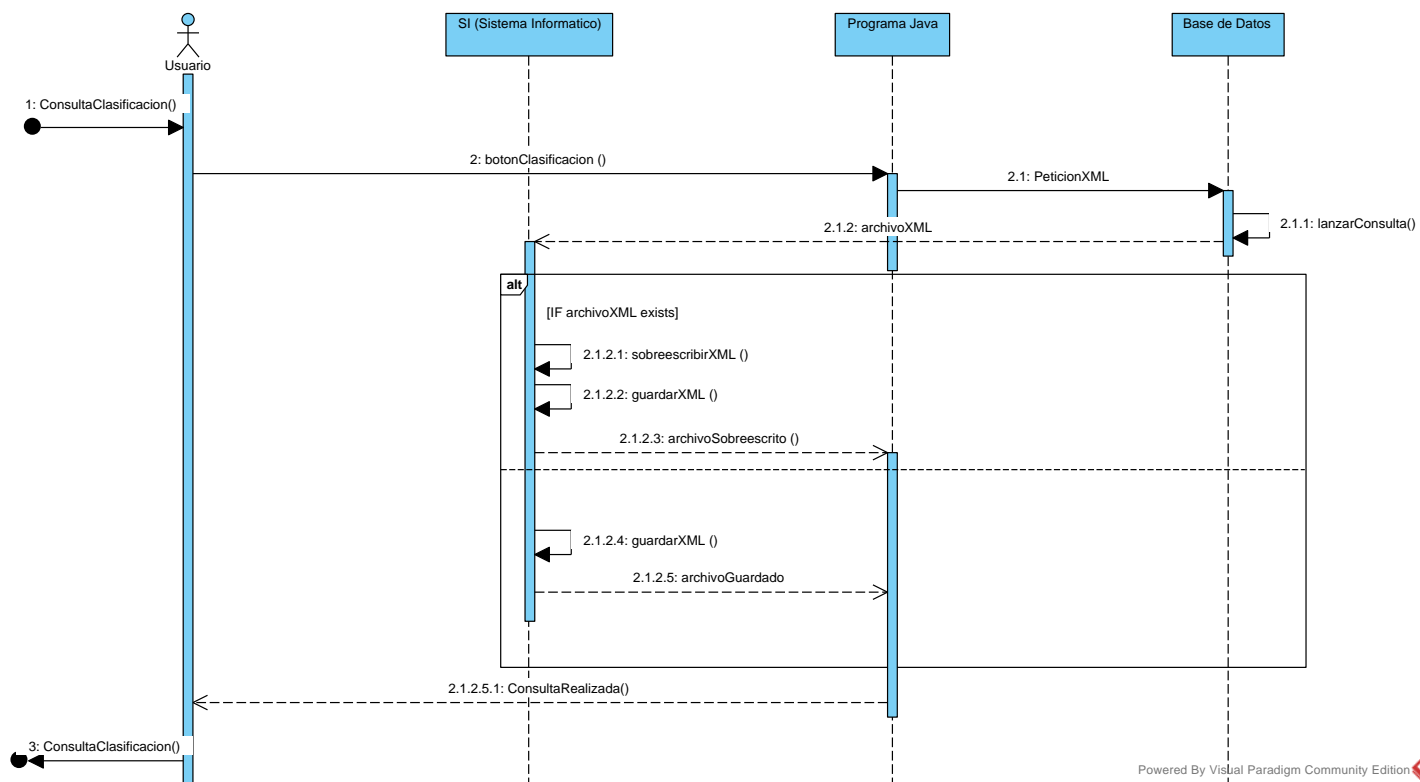 SI (Sistema Informatico)
Programa Java
Base de Datos
Usuario
1: ConsultaClasificacion()
2: botonClasificacion ()
2.1: PeticionXML
2.1.1: lanzarConsulta()
2.1.2: archivoXML
alt
[IF archivoXML exists]
2.1.2.1: sobreescribirXML ()
2.1.2.2: guardarXML ()
2.1.2.3: archivoSobreescrito ()
2.1.2.4: guardarXML ()
2.1.2.5: archivoGuardado
2.1.2.5.1: ConsultaRealizada()
3: ConsultaClasificacion()
Powered By Visual Paradigm Community Edition